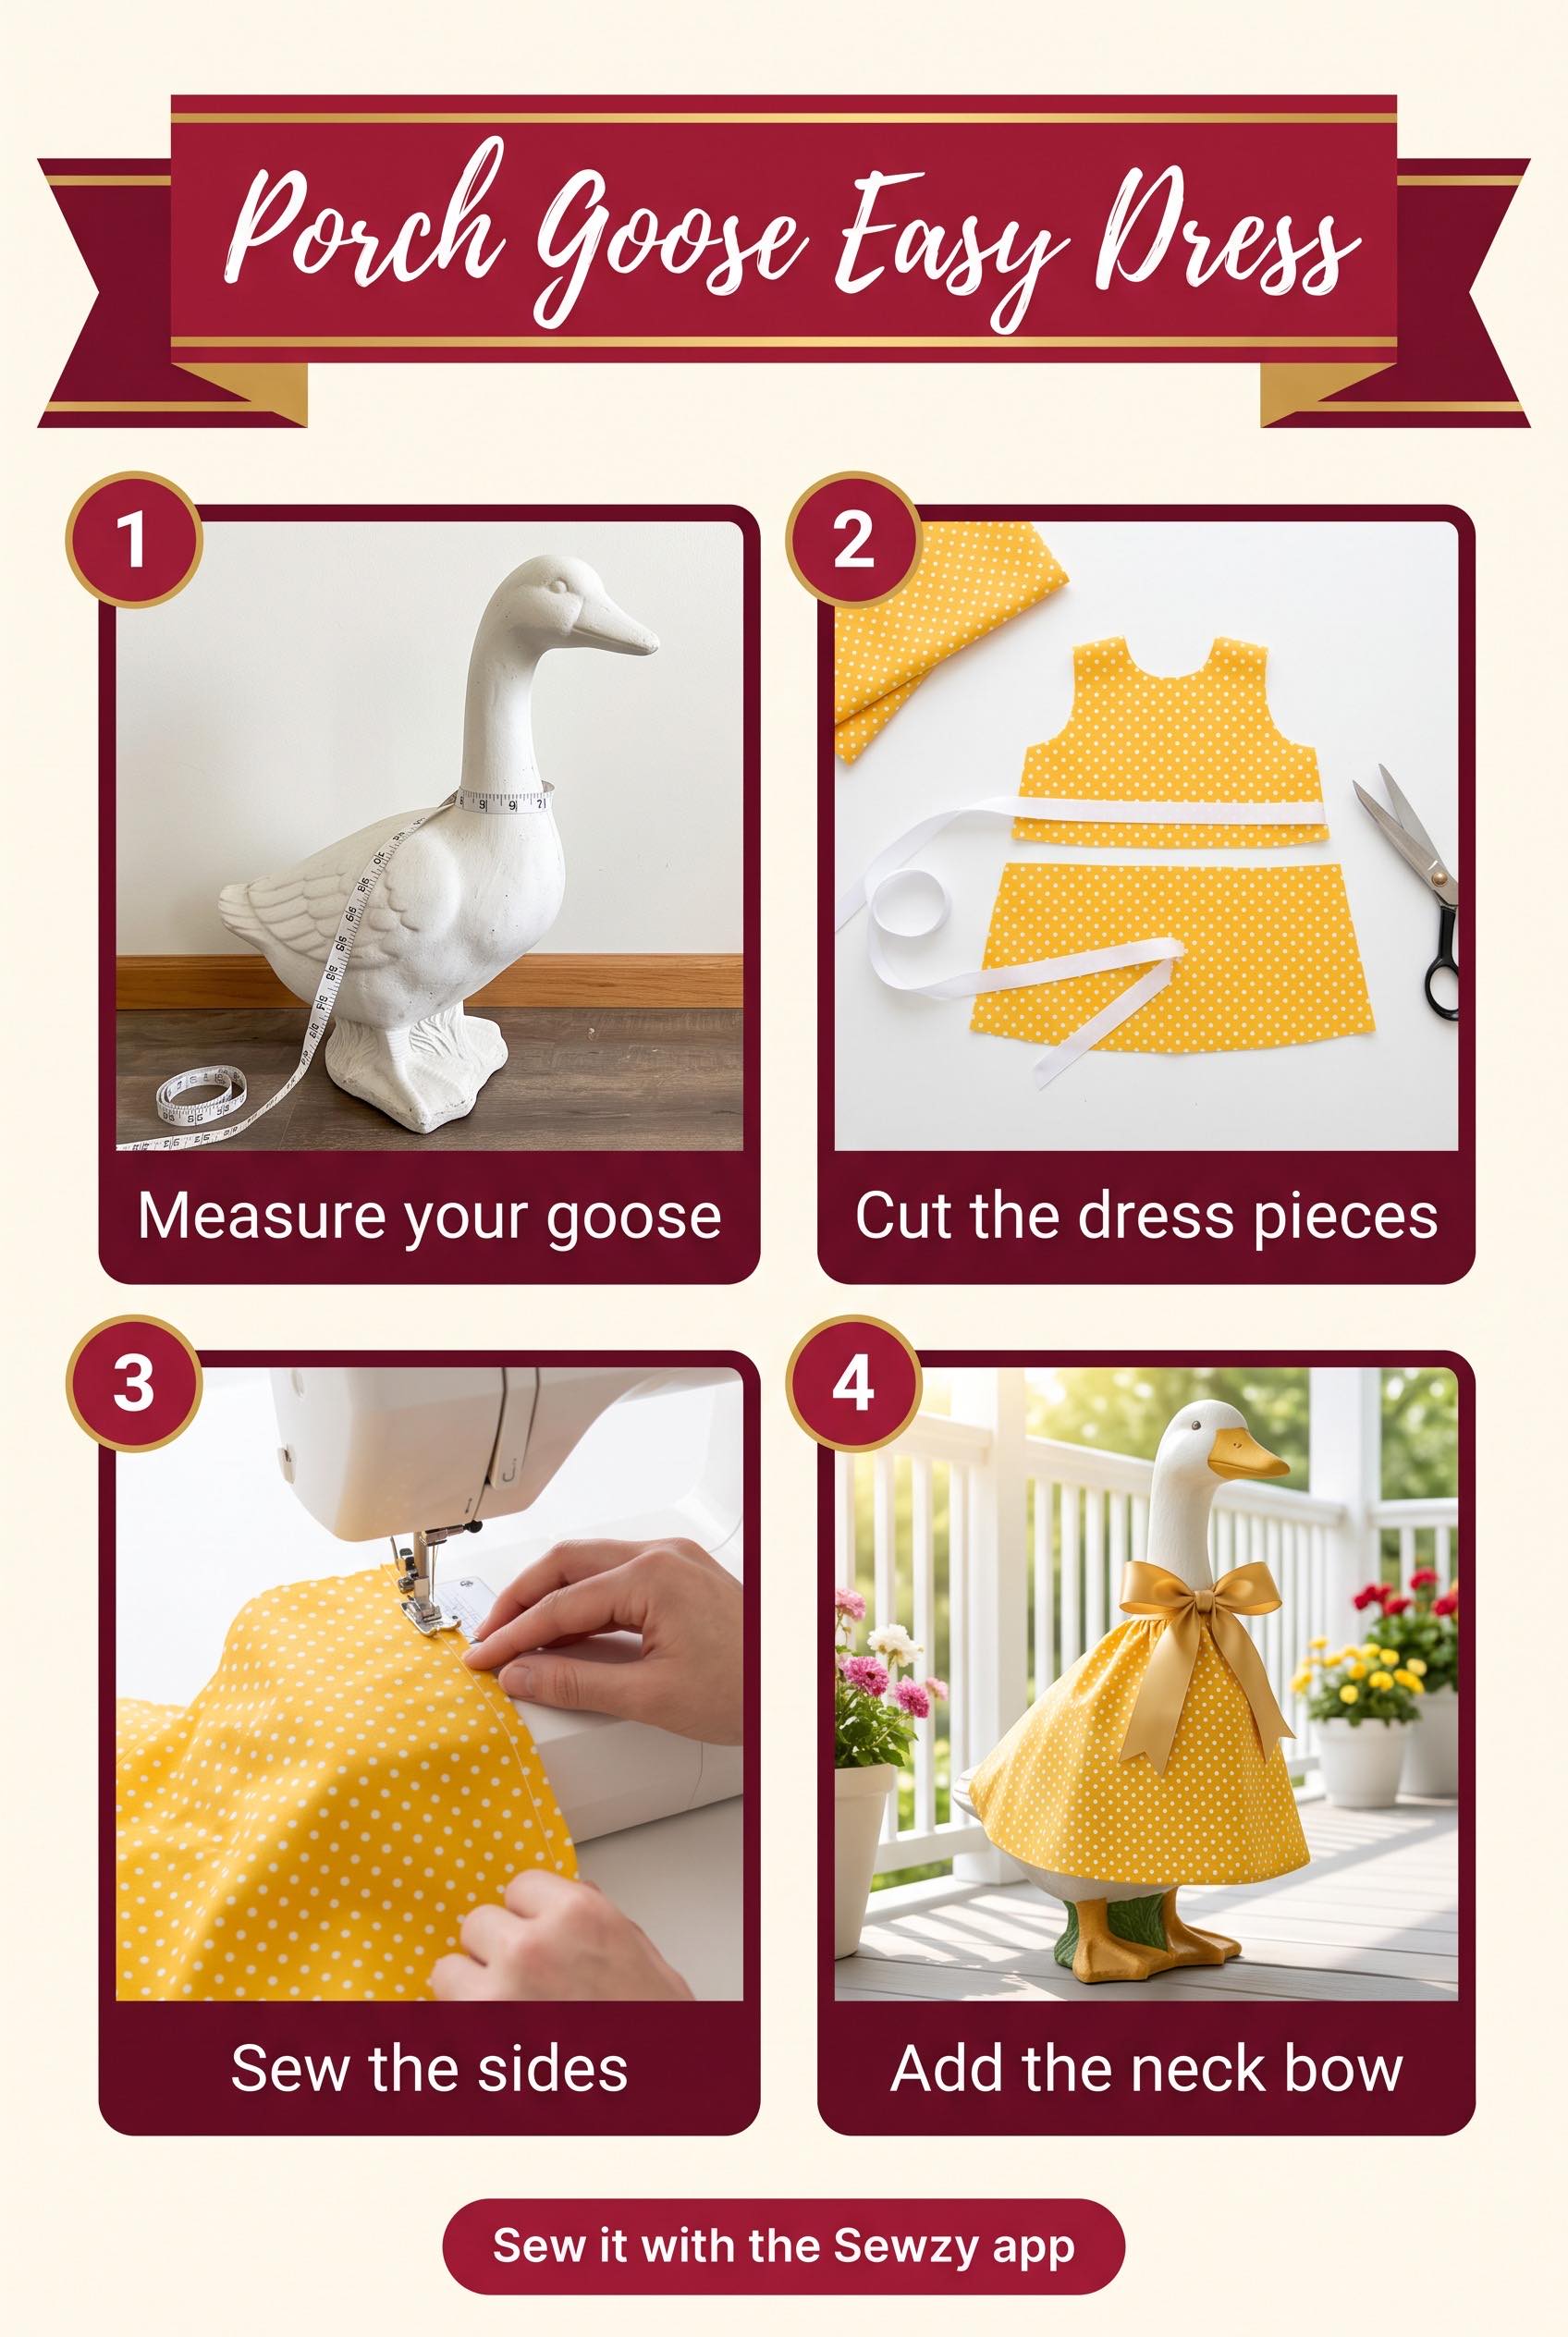 Porch Goose Easy Dress
1
2
Measure your goose
Cut the dress pieces
3
4
Sew the sides
Add the neck bow
Sew it with the Sewzy app